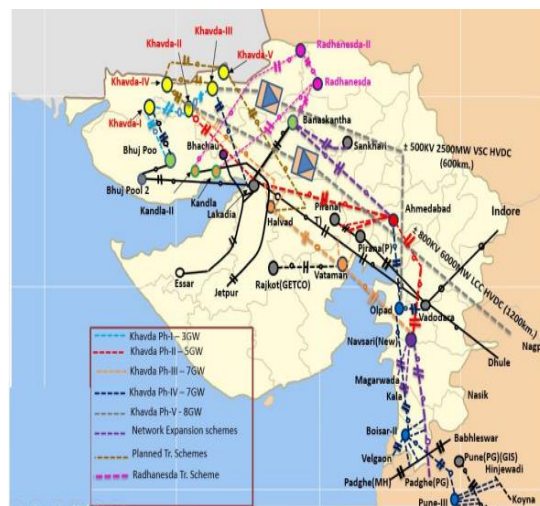 Khavda-III
Khavda-II
Khavda-V
Khavda-IV
Khavda-I
Radhanesda-II
Radhanesda
Banaskantha
Sankhari
± 500KV 2500MW VSC HVDC
(600km.)
Bhuj Poo
Bhachau
Bhuj Pool 2
Kandla-II
Kandla
Lakadia
Halvad
Pirana
T)
Pirana(P)
Ahmedabad
Indore
± 800KV 6000MW LCC HVDC (1200km.)
Essar
Jetpur
Rajkot(GETCO)
Vataman
Olpad
Vadodara
Navsari(New)
Nagp
Dhule
Magarwada
Kala
Nasik
Boisar-II
Velgaon
Babhleswar
Padghe(MH)
Padghe(PG)
Pune(PG)(GIS)
Hinjewadi
Koyna
Pune-III
Khavda Ph-I – 3GW
Khavda Ph-II – 5GW
Khavda Ph-III – 7GW
Khavda Ph-IV – 7GW
Khavda Ph-V - 8GW
Network Expansion schemes
Planned Tr. Schemes
Radhanesda Tr. Scheme